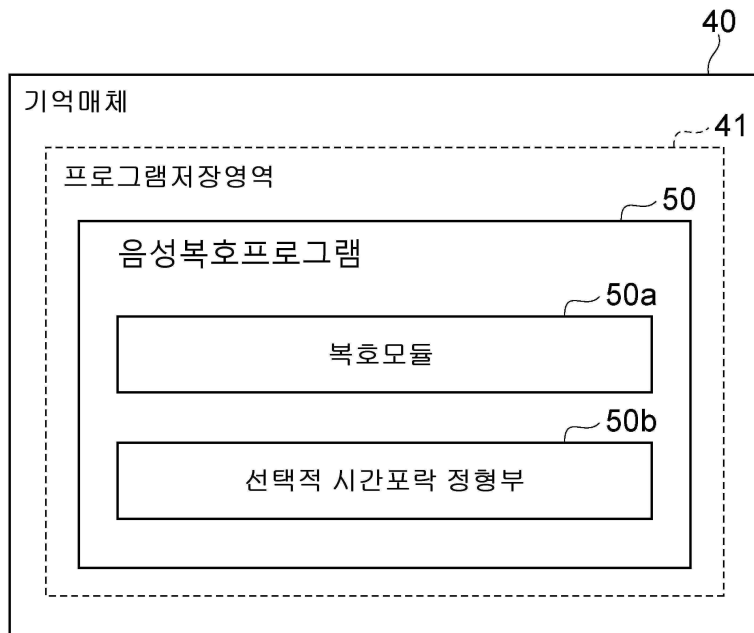 40
기억매체
41
프로그램저장영역
50
음성복호프로그램
50a
복호모듈
50b
선택적 시간포락 정형부